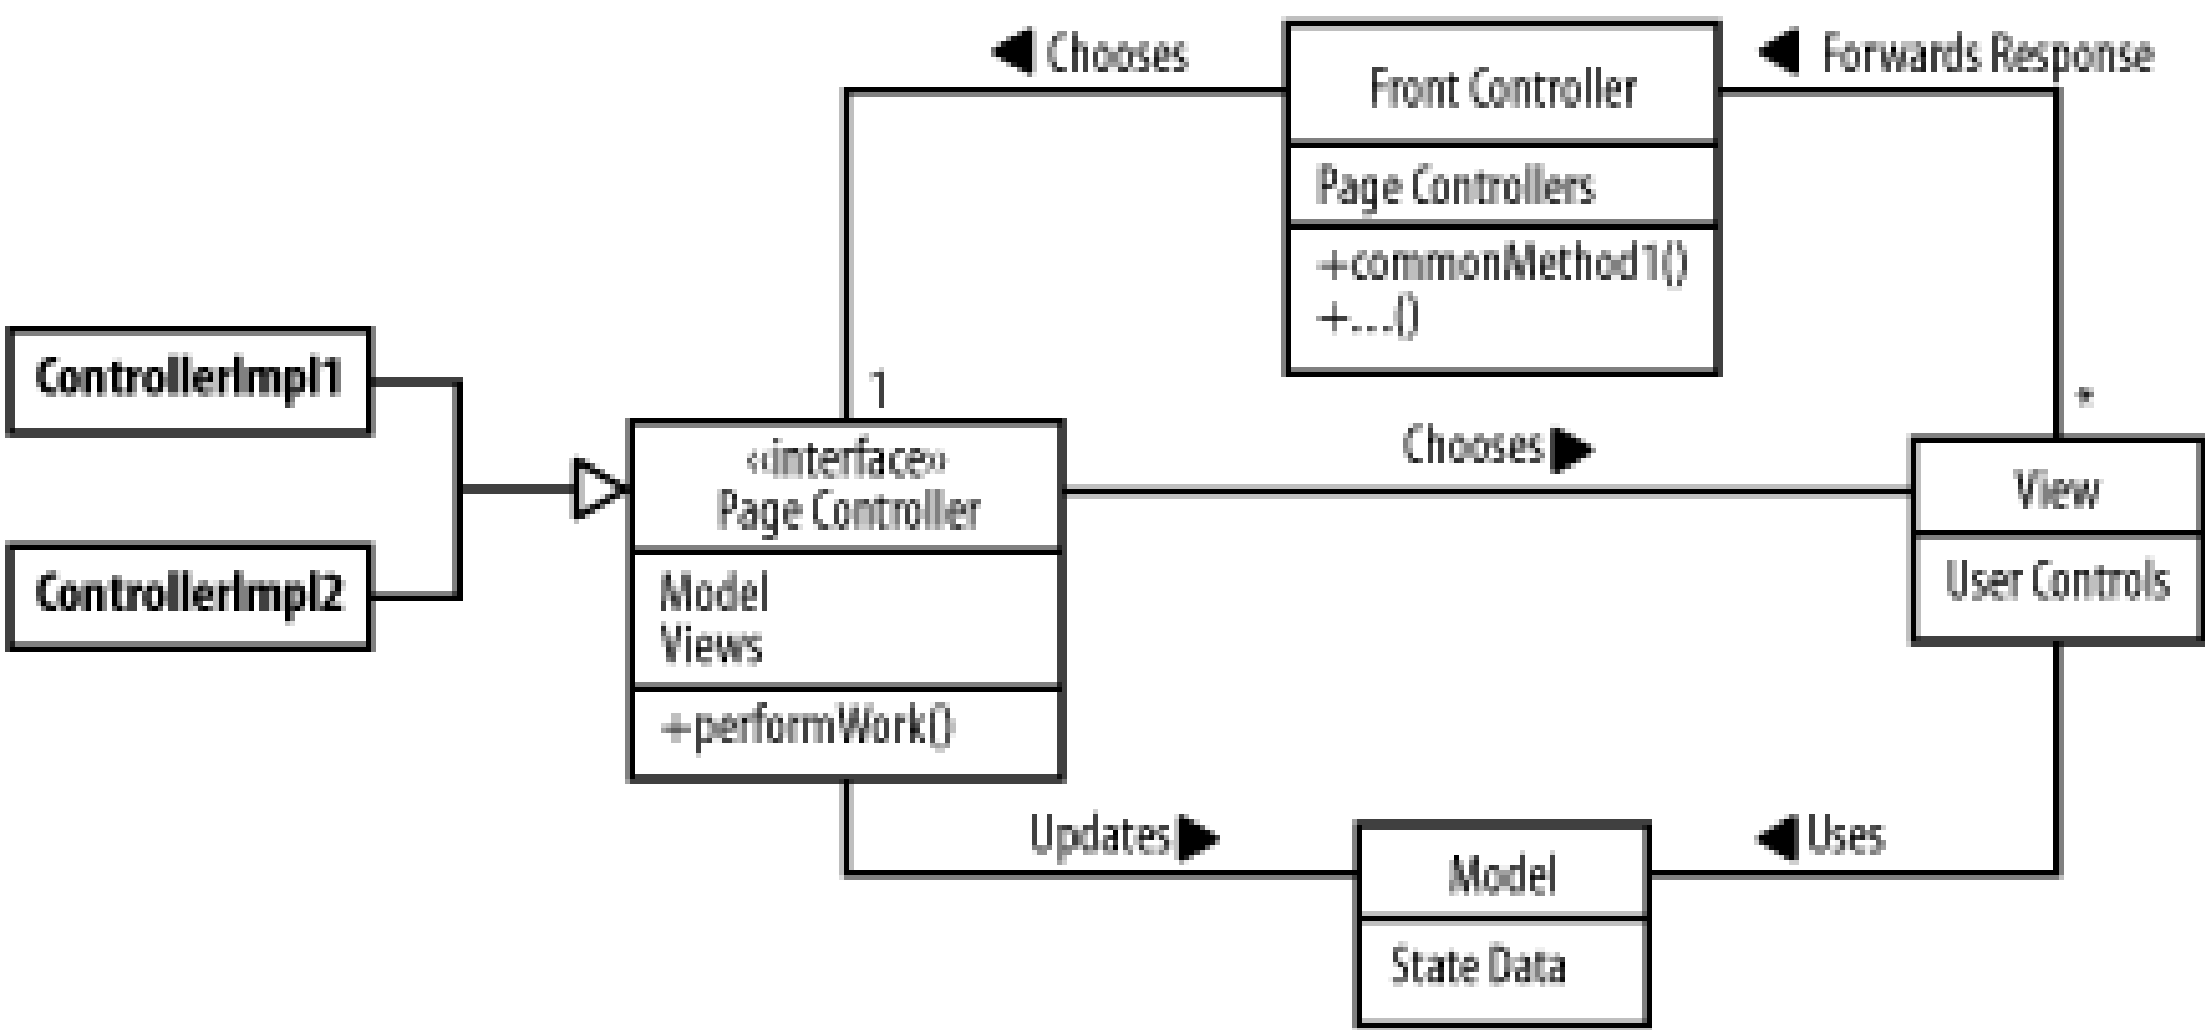 Chooses
Forwards Response
Front Controller
Page Controllers
+commonMethod1()
+...()
ControllerImpl1
ControllerImpl2
1
*
«interface»
Page Controller
Model
Views
+performWork()
Chooses
View
User Controls
Updates
Uses
Model
State Data